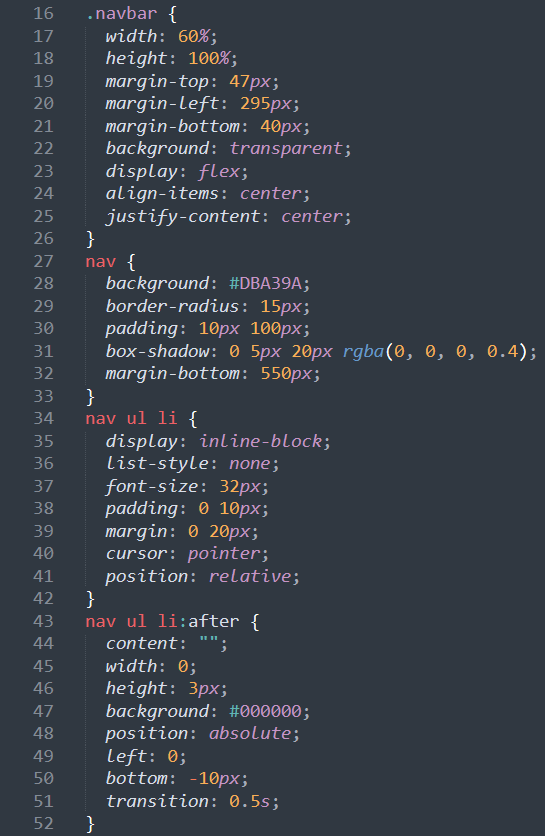 16 .navbar {
17 width: 60%;
18 height: 100%;
19 margin-top: 47px;
20 margin-left: 295px;
21 margin-bottom: 40px;
22 background: transparent;
23 display: flex;
24 align-items: center;
25 justify-content: center;
26 }
27 nav {
28 background: #DBA39A;
29 border-radius: 15px;
30 padding: 10px 100px;
31 box-shadow: 0 5px 20px rgba(0, 0, 0, 0.4);
32 margin-bottom: 550px;
33 }
34 nav ul li {
35 display: inline-block;
36 list-style: none;
37 font-size: 32px;
38 padding: 0 10px;
39 margin: 0 20px;
40 cursor: pointer;
41 position: relative;
42 }
43 nav ul li:after {
44 content: "";
45 width: 0;
46 height: 3px;
47 background: #000000;
48 position: absolute;
49 left: 0;
50 bottom: -10px;
51 transition: 0.5s;
52 }